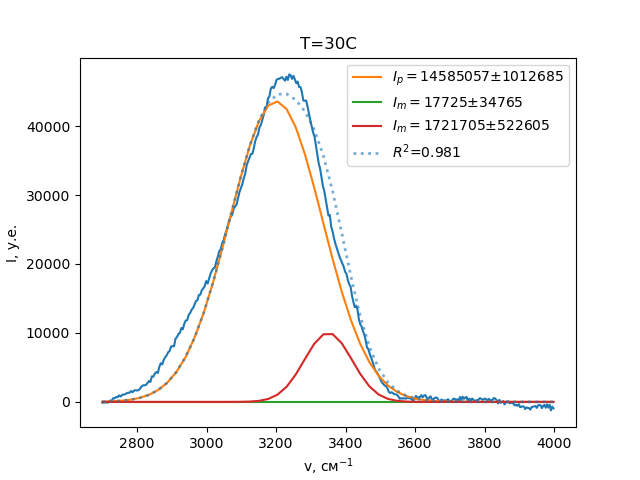 T=30C
I_p = 14585057±1012685
I_m = 17725±34765
I_m = 1721705±522605
R²=0.981
I, у.е.
40000
30000
20000
10000
0
2800 3000 3200 3400 3600 3800 4000
v, см⁻¹